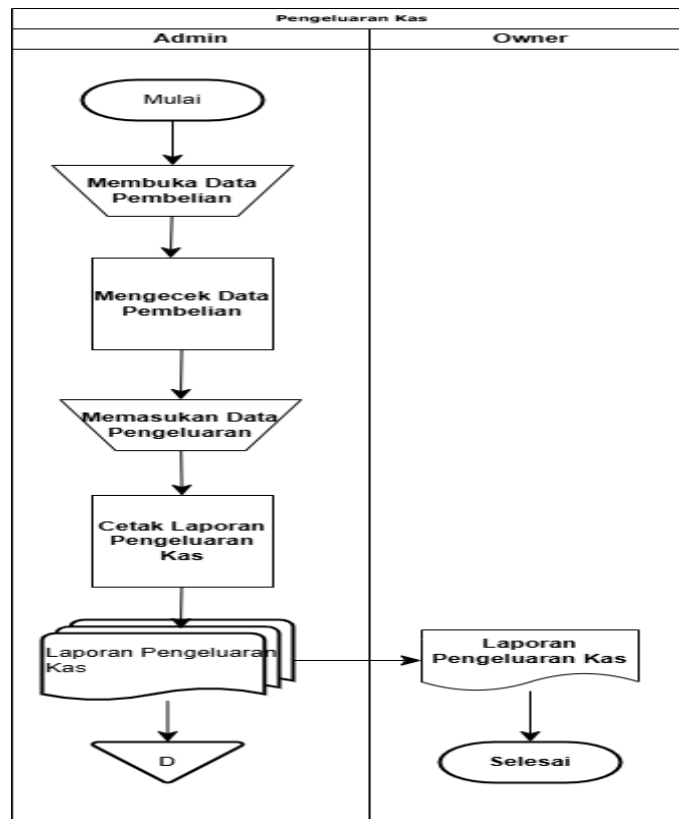 Pengeluaran Kas
Admin
Owner
Mulai
Membuka Data
Pembelian
Mengecek Data
Pembelian
Memasukan Data
Pengeluaran
Cetak Laporan
Pengeluaran
Kas
Laporan Pengeluaran
Kas
D
Laporan
Pengeluaran Kas
Selesai